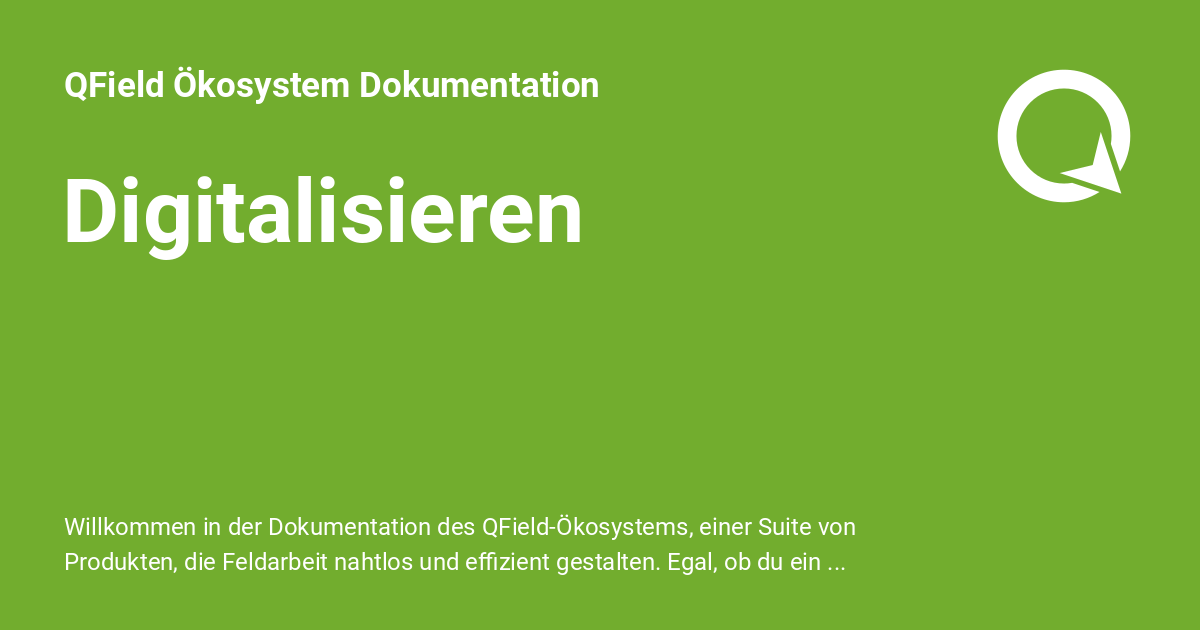 QField Ökosystem Dokumentation
Digitalisieren
Willkommen in der Dokumentation des QField-Ökosystems, einer Suite von
Produkten, die Feldarbeit nahtlos und effizient gestalten. Egal, ob du ein ...